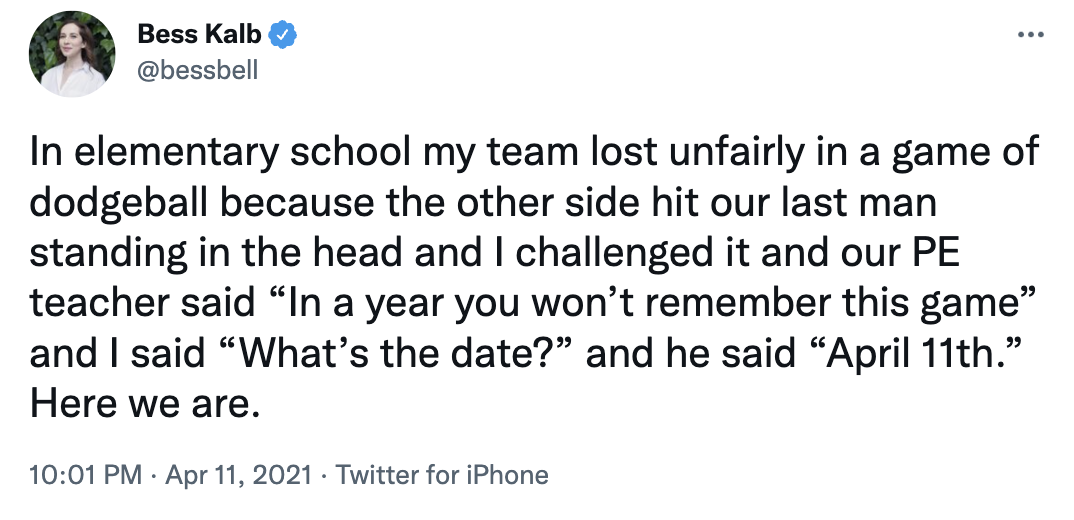 Bess Kalb
@bessbell
In elementary school my team lost unfairly in a game of
dodgeball because the other side hit our last man
standing in the head and I challenged it and our PE
teacher said “In a year you won’t remember this game”
and I said “What’s the date?” and he said “April 11th.”
Here we are.
10:01 PM · Apr 11, 2021 · Twitter for iPhone